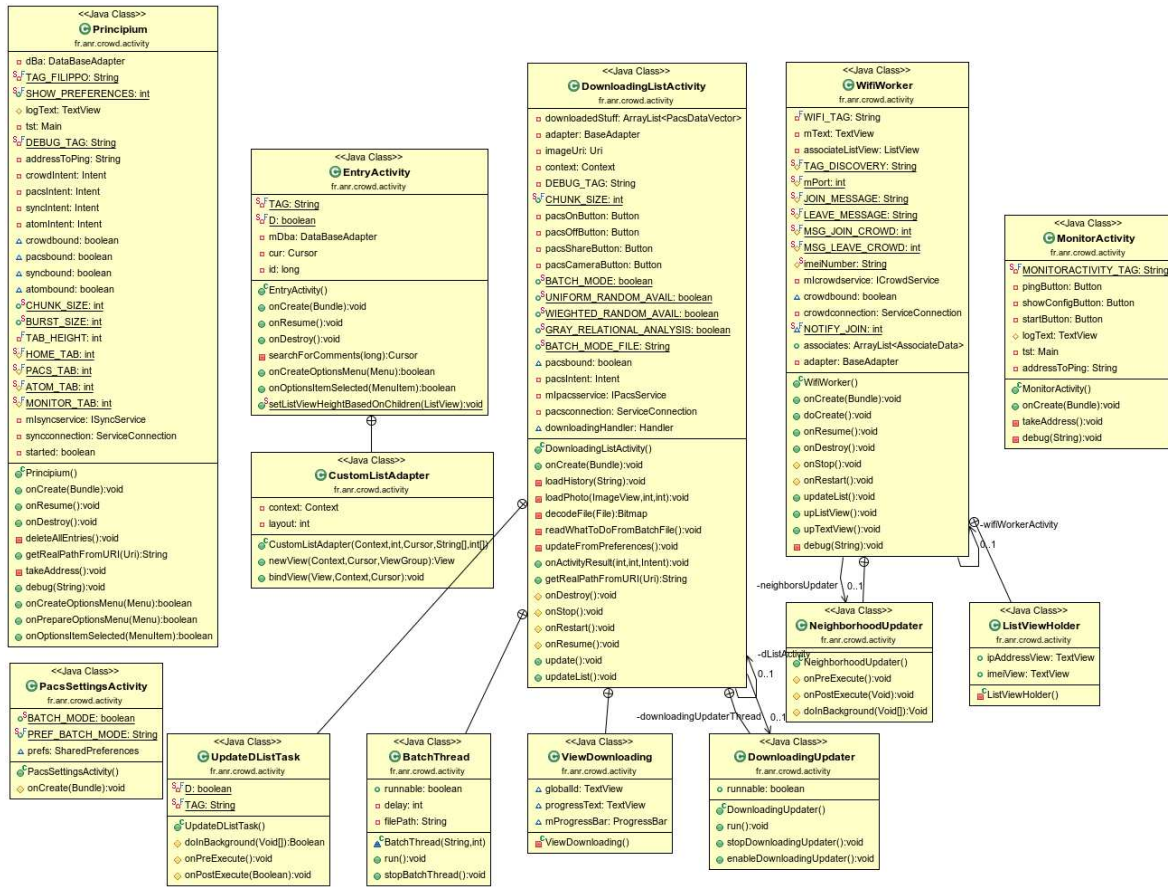 <<Java Class>>
Principium
fr.anr.crowd.activity
dBa: DataBaseAdapter
TAG_FILIPPO: String
SHOW_PREFERENCES: int
logText: TextView
tst: Main
DEBUG_TAG: String
addressToPing: String
crowdIntent: Intent
pacsIntent: Intent
syncIntent: Intent
atomIntent: Intent
crowdbound: boolean
pacsbound: boolean
syncbound: boolean
atombound: boolean
CHUNK_SIZE: int
BURST_SIZE: int
TAB_HEIGHT: int
HOME_TAB: int
PACS_TAB: int
ATOM_TAB: int
MONITOR_TAB: int
mIsyncservice: ISyncService
syncconnection: ServiceConnection
started: boolean
Principium()
onCreate(Bundle):void
onResume():void
onDestroy():void
deleteAllEntries():void
getRealPathFromURI(Uri):String
takeAddress():void
debug(String):void
onCreateOptionsMenu(Menu):boolean
onPrepareOptionsMenu(Menu):boolean
onOptionsItemSelected(MenuItem):boolean
<<Java Class>>
PacsSettingsActivity
fr.anr.crowd.activity
BATCH_MODE: boolean
PREF_BATCH_MODE: String
prefs: SharedPreferences
PacsSettingsActivity()
onCreate(Bundle):void
<<Java Class>>
EntryActivity
fr.anr.crowd.activity
TAG: String
D: boolean
mDba: DataBaseAdapter
cur: Cursor
id: long
EntryActivity()
onCreate(Bundle):void
onResume():void
onDestroy():void
searchForComments(long):Cursor
onCreateOptionsMenu(Menu):boolean
onOptionsItemSelected(MenuItem):boolean
setListViewHeightBasedOnChildren(ListView):void
<<Java Class>>
CustomListAdapter
fr.anr.crowd.activity
context: Context
layout: int
CustomListAdapter(Context,int,Cursor,String[],int[])
newView(Context,Cursor,ViewGroup):View
bindView(View,Context,Cursor):void
<<Java Class>>
DownloadingListActivity
fr.anr.crowd.activity
downloadedStuff: ArrayList<PacsDataVector>
adapter: BaseAdapter
imageUri: Uri
context: Context
DEBUG_TAG: String
CHUNK_SIZE: int
pacsOnButton: Button
pacsOffButton: Button
pacsShareButton: Button
pacsCameraButton: Button
BATCH_MODE: boolean
UNIFORM_RANDOM_AVAIL: boolean
WIEGHTED_RANDOM_AVAIL: boolean
GRAY_RELATIONAL_ANALYSIS: boolean
BATCH_MODE_FILE: String
pacsbound: boolean
pacsIntent: Intent
mIpacsservice: IPacsService
pacsconnection: ServiceConnection
downloadingHandler: Handler
DownloadingListActivity()
onCreate(Bundle):void
loadHistory(String):void
loadPhoto(ImageView,int,int):void
decodeFile(File):Bitmap
readWhatToDoFromBatchFile():void
updateFromPreferences():void
onActivityResult(int,int,Intent):void
getRealPathFromURI(Uri):String
onDestroy():void
onStop():void
onRestart():void
onResume():void
update():void
updateList():void
<<Java Class>>
WifiWorker
fr.anr.crowd.activity
WIFI_TAG: String
mText: TextView
associateListView: ListView
TAG_DISCOVERY: String
mPort: int
JOIN_MESSAGE: String
LEAVE_MESSAGE: String
MSG_JOIN_CROWD: int
MSG_LEAVE_CROWD: int
imeiNumber: String
mIcrowdservice: ICrowdService
crowdbound: boolean
crowdconnection: ServiceConnection
NOTIFY_JOIN: int
associates: ArrayList<AssociateData>
adapter: BaseAdapter
WifiWorker()
onCreate(Bundle):void
doCreate():void
onResume():void
onDestroy():void
onStop():void
onRestart():void
updateList():void
upListView():void
upTextView():void
debug(String):void
<<Java Class>>
MonitorActivity
fr.anr.crowd.activity
MONITORACTIVITY_TAG: String
pingButton: Button
showConfigButton: Button
startButton: Button
logText: TextView
tst: Main
addressToPing: String
MonitorActivity()
onCreate(Bundle):void
takeAddress():void
debug(String):void
-wifiWorkerActivity
0..1
-neighborsUpdater
0..1
<<Java Class>>
NeighborhoodUpdater
fr.anr.crowd.activity
NeighborhoodUpdater()
onPreExecute():void
onPostExecute(Void):void
doInBackground(Void[]):Void
<<Java Class>>
ListViewHolder
fr.anr.crowd.activity
ipAddressView: TextView
imeiView: TextView
ListViewHolder()
-dListActivity
0..1
-downloadingUpdaterThread
0..1
<<Java Class>>
UpdateDListTask
fr.anr.crowd.activity
D: boolean
TAG: String
UpdateDListTask()
doInBackground(Void[]):Boolean
onPreExecute():void
onPostExecute(Boolean):void
<<Java Class>>
BatchThread
fr.anr.crowd.activity
runnable: boolean
delay: int
filePath: String
BatchThread(String,int)
run():void
stopBatchThread():void
<<Java Class>>
ViewDownloading
fr.anr.crowd.activity
globalId: TextView
progressText: TextView
mProgressBar: ProgressBar
ViewDownloading()
<<Java Class>>
DownloadingUpdater
fr.anr.crowd.activity
runnable: boolean
DownloadingUpdater()
run():void
stopDownloadingUpdater():void
enableDownloadingUpdater():void